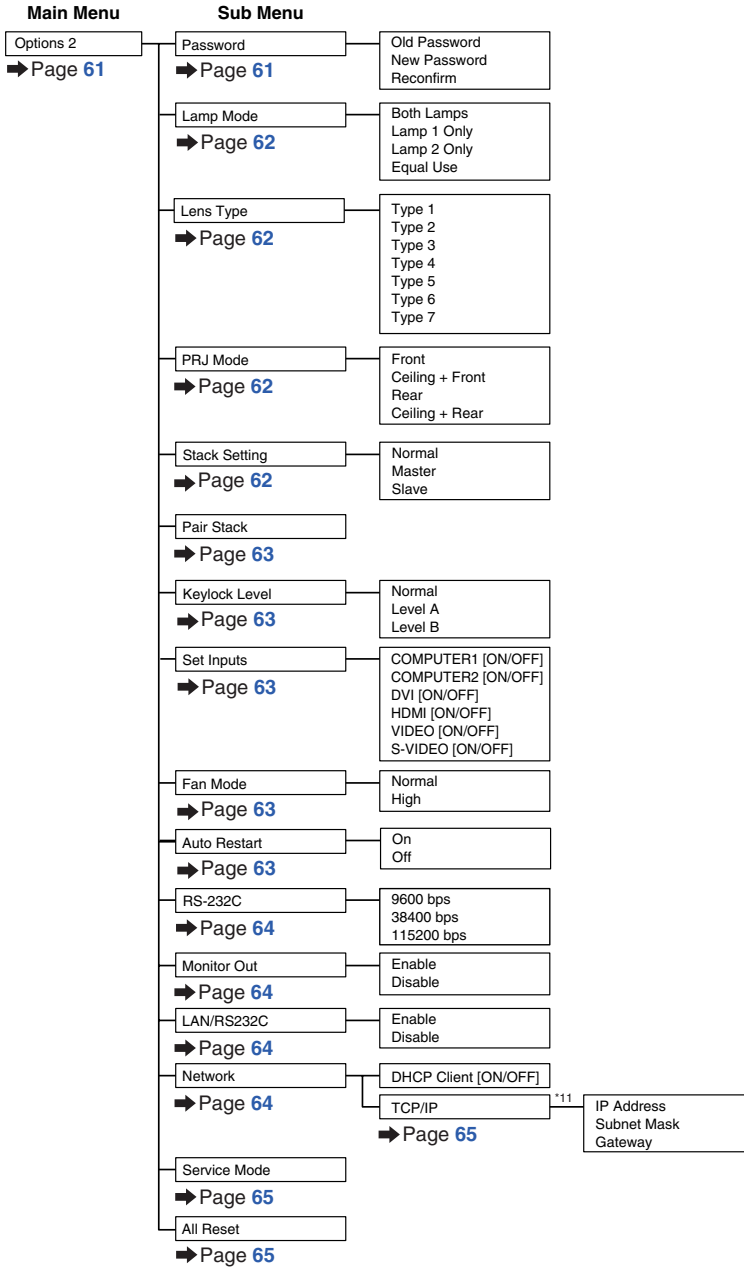 Main Menu
Sub Menu
Options 2
➡ Page 61
Password
➡ Page 61
Old Password
New Password
Reconfirm
Lamp Mode
➡ Page 62
Both Lamps
Lamp 1 Only
Lamp 2 Only
Equal Use
Lens Type
➡ Page 62
Type 1
Type 2
Type 3
Type 4
Type 5
Type 6
Type 7
PRJ Mode
➡ Page 62
Front
Ceiling + Front
Rear
Ceiling + Rear
Stack Setting
➡ Page 62
Normal
Master
Slave
Pair Stack
➡ Page 63
Keylock Level
➡ Page 63
Normal
Level A
Level B
Set Inputs
➡ Page 63
COMPUTER1 [ON/OFF]
COMPUTER2 [ON/OFF]
DVI [ON/OFF]
HDMI [ON/OFF]
VIDEO [ON/OFF]
S-VIDEO [ON/OFF]
Fan Mode
➡ Page 63
Normal
High
Auto Restart
➡ Page 63
On
Off
RS-232C
➡ Page 64
9600 bps
38400 bps
115200 bps
Monitor Out
➡ Page 64
Enable
Disable
LAN/RS232C
➡ Page 64
Enable
Disable
Network
➡ Page 64
DHCP Client [ON/OFF]
TCP/IP
➡ Page 65
*11
IP Address
Subnet Mask
Gateway
Service Mode
➡ Page 65
All Reset
➡ Page 65